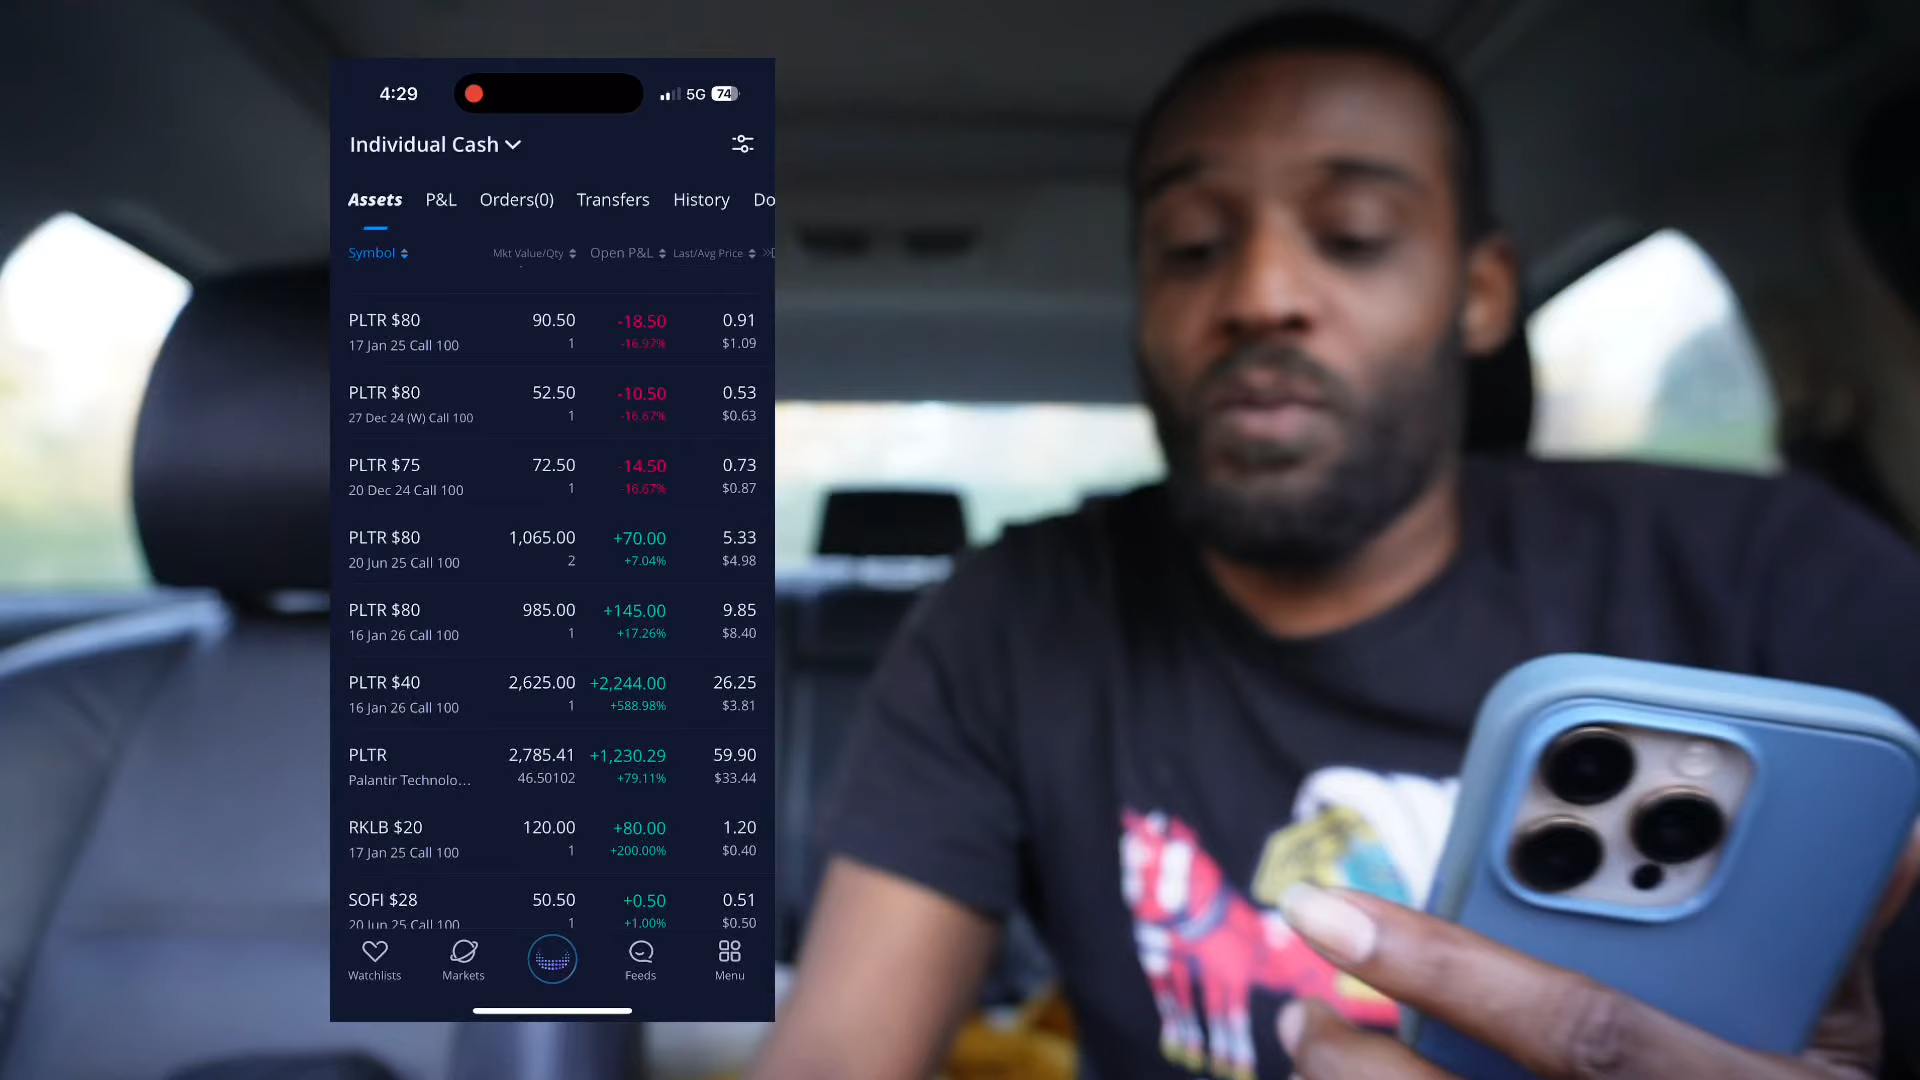 4:29 5G 74
Individual Cash
Assets P&L Orders(0) Transfers History Do
Symbol Mkt Value/Qty Open P&L Last/Avg Price
PLTR $80 90.50 -18.50 0.91
17 Jan 25 Call 100 1 -16.97% $1.09
PLTR $80 52.50 -10.50 0.53
27 Dec 24 (W) Call 100 1 -16.67% $0.63
PLTR $75 72.50 -14.50 0.73
20 Dec 24 Call 100 1 -16.67% $0.87
PLTR $80 1,065.00 +70.00 5.33
20 Jun 25 Call 100 2 +7.04% $4.98
PLTR $80 985.00 +145.00 9.85
16 Jan 26 Call 100 1 +17.26% $8.40
PLTR $40 2,625.00 +2,244.00 26.25
16 Jan 26 Call 100 1 +588.98% $3.81
PLTR 2,785.41 +1,230.29 59.90
Palantir Technolo... 46.50102 +79.11% $33.44
RKLB $20 120.00 +80.00 1.20
17 Jan 25 Call 100 1 +200.00% $0.40
SOFI $28 50.50 +0.50 0.51
20 Jun 25 Call 100 1 +1.00% $0.50
Watchlists Markets Feeds Menu